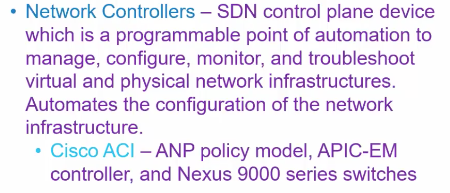 • Network Controllers – SDN control plane device
which is a programmable point of automation to
manage, configure, monitor, and troubleshoot
virtual and physical network infrastructures.
Automates the configuration of the network
infrastructure.
• Cisco ACI – ANP policy model, APIC-EM
controller, and Nexus 9000 series switches